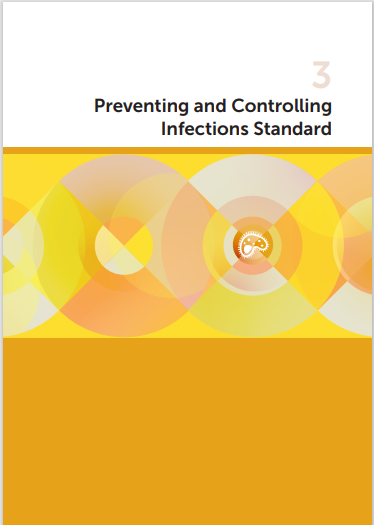 3
Preventing and Controlling
Infections Standard